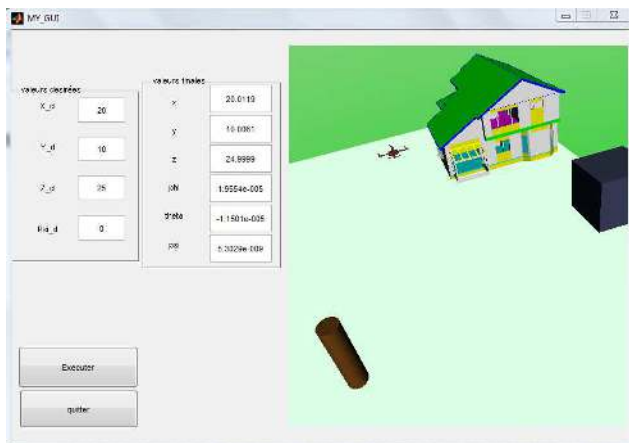 MY_GUI
valeurs desirées
X_d 20
Y_d 10
Z_d 25
Psi_d 0
valeurs finales
x 20.0119
y 10.0061
z 24.9999
phi 1.9554e-005
theta -1.1501e-005
psi 5.3029e-009
Executer
quitter